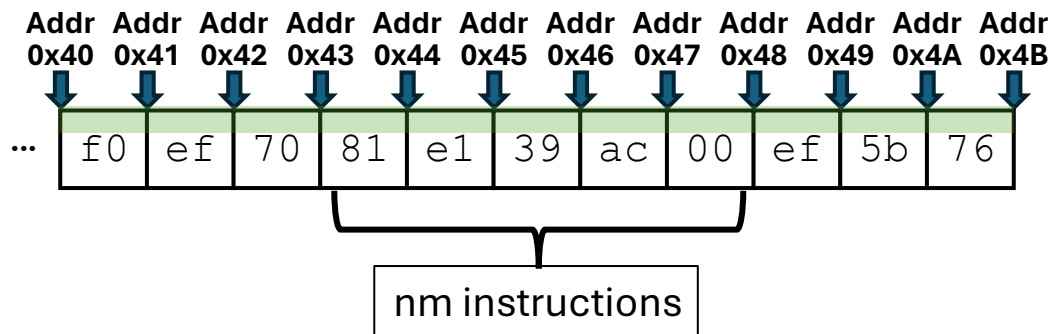 Addr Addr Addr Addr Addr Addr Addr Addr Addr Addr Addr Addr
0x40 0x41 0x42 0x43 0x44 0x45 0x46 0x47 0x48 0x49 0x4A 0x4B
... f0 ef 70 81 e1 39 ac 00 ef 5b 76
nm instructions